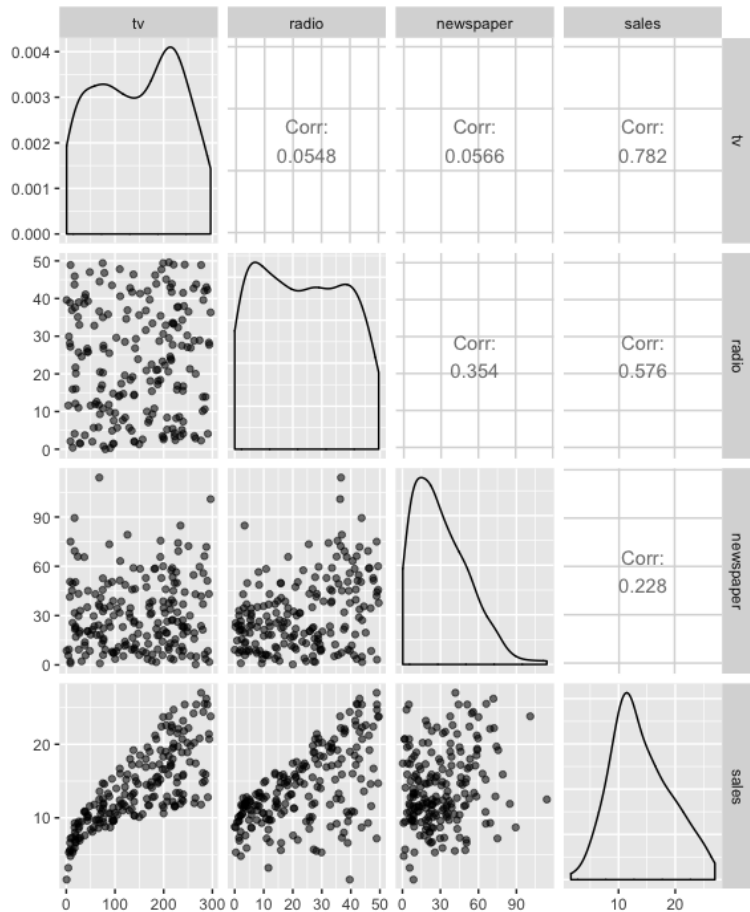 tv radio newspaper sales
0.004
0.003
0.002
0.001
0.000
Corr:
0.0548
Corr:
0.0566
Corr:
0.782
tv
50
40
30
20
10
0
Corr:
0.354
Corr:
0.576
radio
90
60
30
0
Corr:
0.228
newspaper
20
10
sales
0 100 200 300 0 10 20 30 40 50 0 30 60 90 10 20